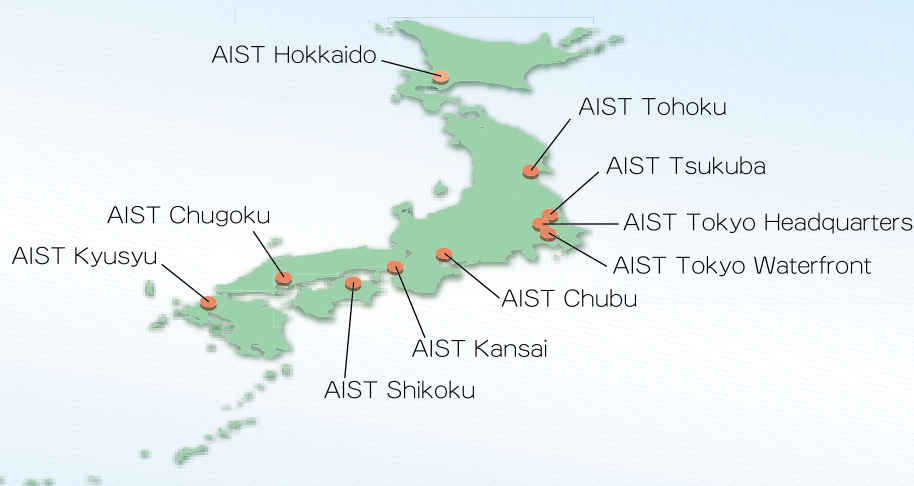 AIST Hokkaido
AIST Tohoku
AIST Tsukuba
AIST Chugoku
AIST Tokyo Headquarters
AIST Kyusyu
AIST Tokyo Waterfront
AIST Chubu
AIST Kansai
AIST Shikoku